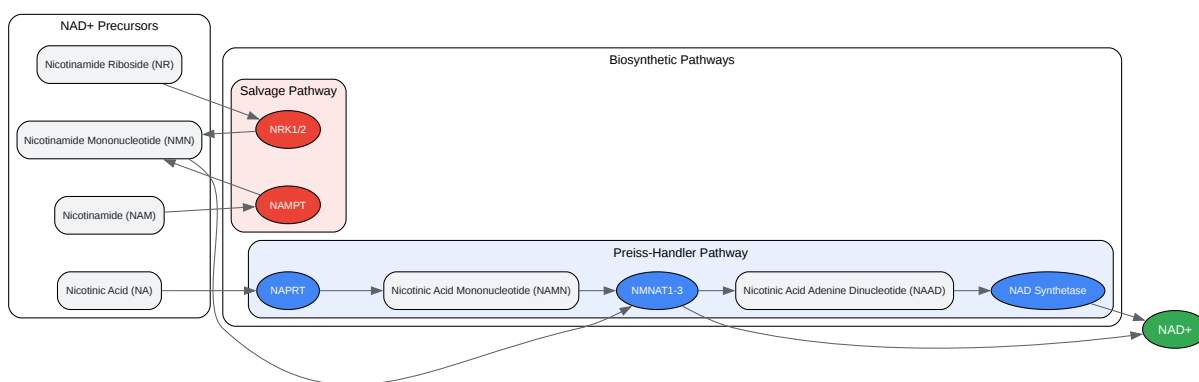 NAD+ Precursors
Nicotinamide Riboside (NR)
Nicotinamide Mononucleotide (NMN)
Nicotinamide (NAM)
Nicotinic Acid (NA)
Biosynthetic Pathways
Salvage Pathway
NRK1/2
NAMPT
Preiss-Handler Pathway
NAPRT
Nicotinic Acid Mononucleotide (NAMN)
NMNAT1-3
Nicotinic Acid Adenine Dinucleotide (NAAD)
NAD Synthetase
NAD+